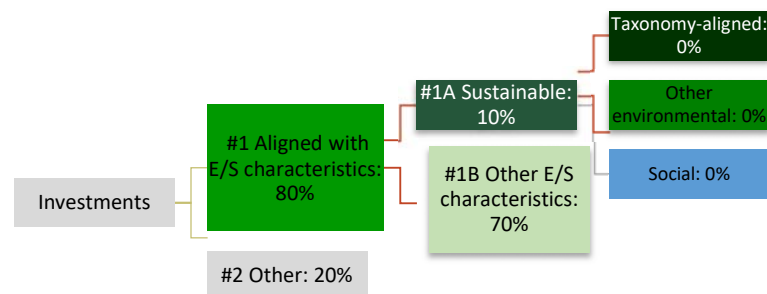 Investments
#1 Aligned with
E/S characteristics:
80%
#2 Other: 20%
#1A Sustainable:
10%
#1B Other E/S
characteristics:
70%
Taxonomy-aligned:
0%
Other
environmental: 0%
Social: 0%